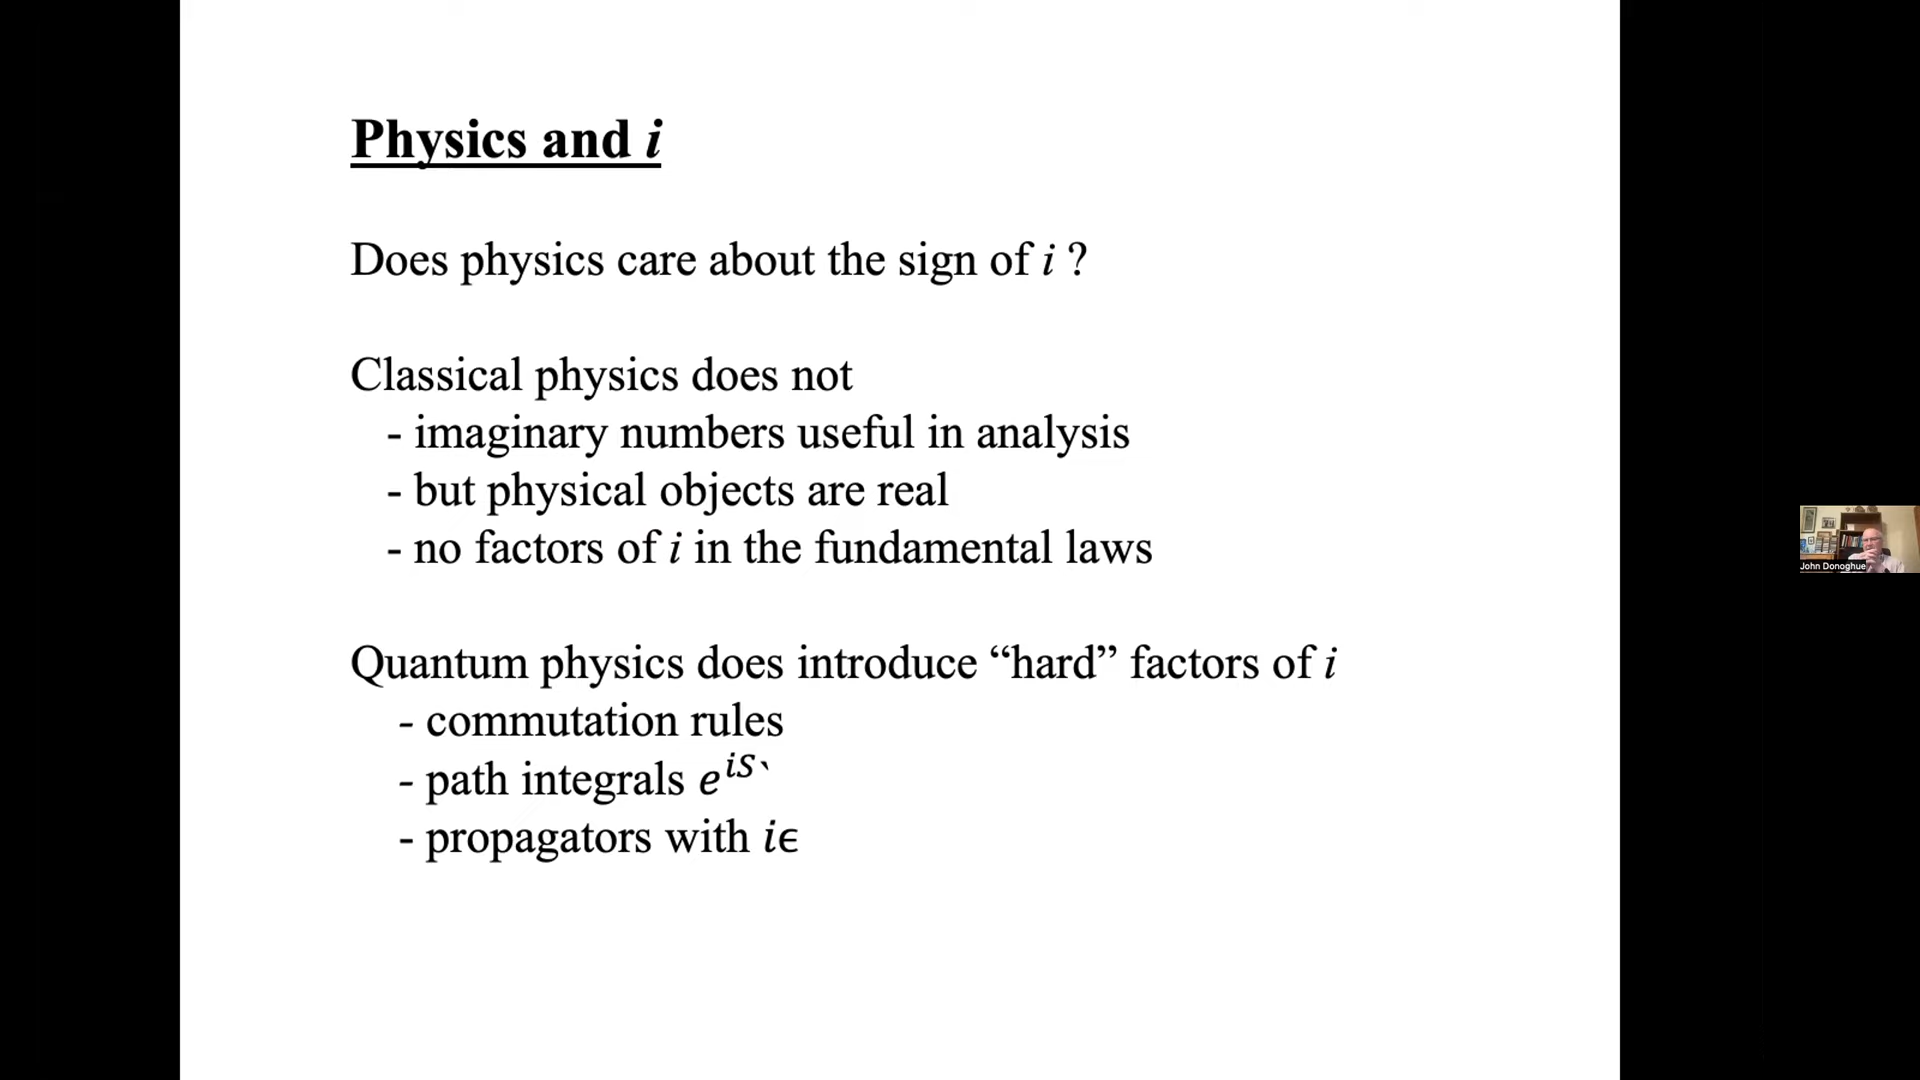 Physics and i
Does physics care about the sign of i ?
Classical physics does not
- imaginary numbers useful in analysis
- but physical objects are real
- no factors of i in the fundamental laws
Quantum physics does introduce “hard” factors of i
- commutation rules
- path integrals e^{iS`}
- propagators with iϵ
John Donoghue